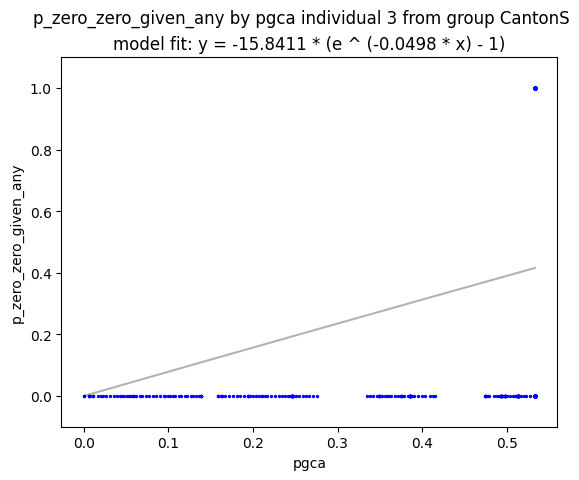 p_zero_zero_given_any by pgca individual 3 from group CantonS
model fit: y = -15.8411 * (e ^ (-0.0498 * x) - 1)
1.0
0.8
0.6
0.4
0.2
0.0
p_zero_zero_given_any
0.0 0.1 0.2 0.3 0.4 0.5
pgca